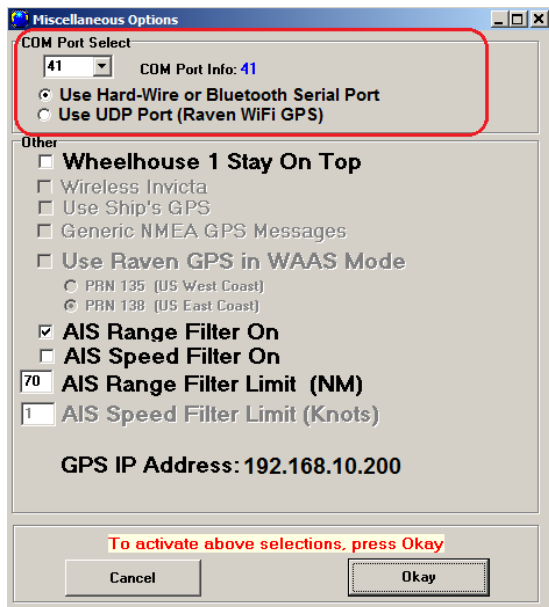 Miscellaneous Options
COM Port Select
41 COM Port Info: 41
Use Hard-Wire or Bluetooth Serial Port
Use UDP Port (Raven WiFi GPS)
Other
Wheelhouse 1 Stay On Top
Wireless Invicta
Use Ship's GPS
Generic NMEA GPS Messages
Use Raven GPS in WAAS Mode
PRN 135 (US West Coast)
PRN 138 (US East Coast)
AIS Range Filter On
AIS Speed Filter On
70 AIS Range Filter Limit (NM)
1 AIS Speed Filter Limit (Knots)
GPS IP Address: 192.168.10.200
To activate above selections, press Okay
Cancel Okay